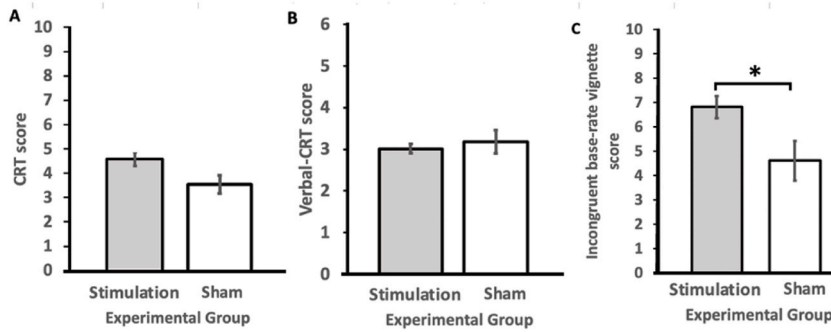 A
CRT score
10
9
8
7
6
5
4
3
2
1
0
Stimulation Sham
Experimental Group
B
Verbal-CRT score
6
5
4
3
2
1
0
Stimulation Sham
Experimental Group
C
Incongruent base-rate vignette
score
10
9
8
7
6
5
4
3
2
1
0
*
Stimulation Sham
Experimental Group